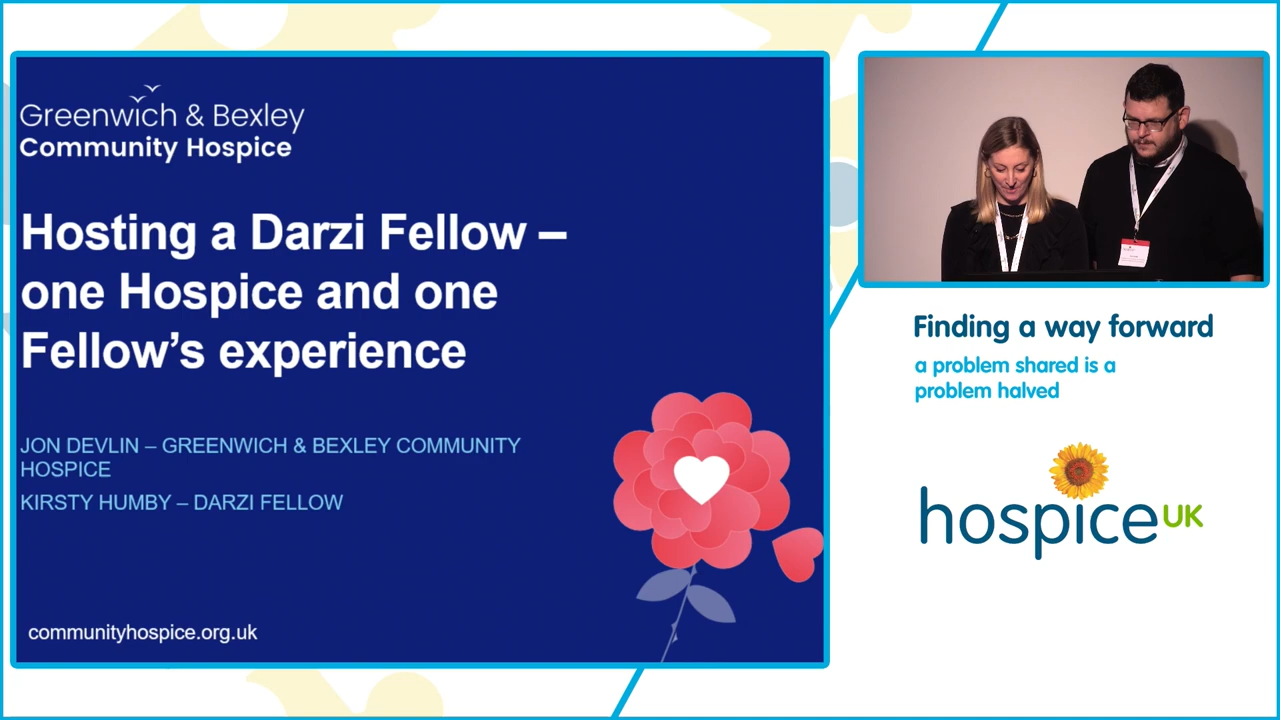 Greenwich & Bexley
Community Hospice
Hosting a Darzi Fellow –
one Hospice and one
Fellow’s experience
JON DEVLIN – GREENWICH & BEXLEY COMMUNITY
HOSPICE
KIRSTY HUMBY – DARZI FELLOW
communityhospice.org.uk
Finding a way forward
a problem shared is a
problem halved
hospiceUK